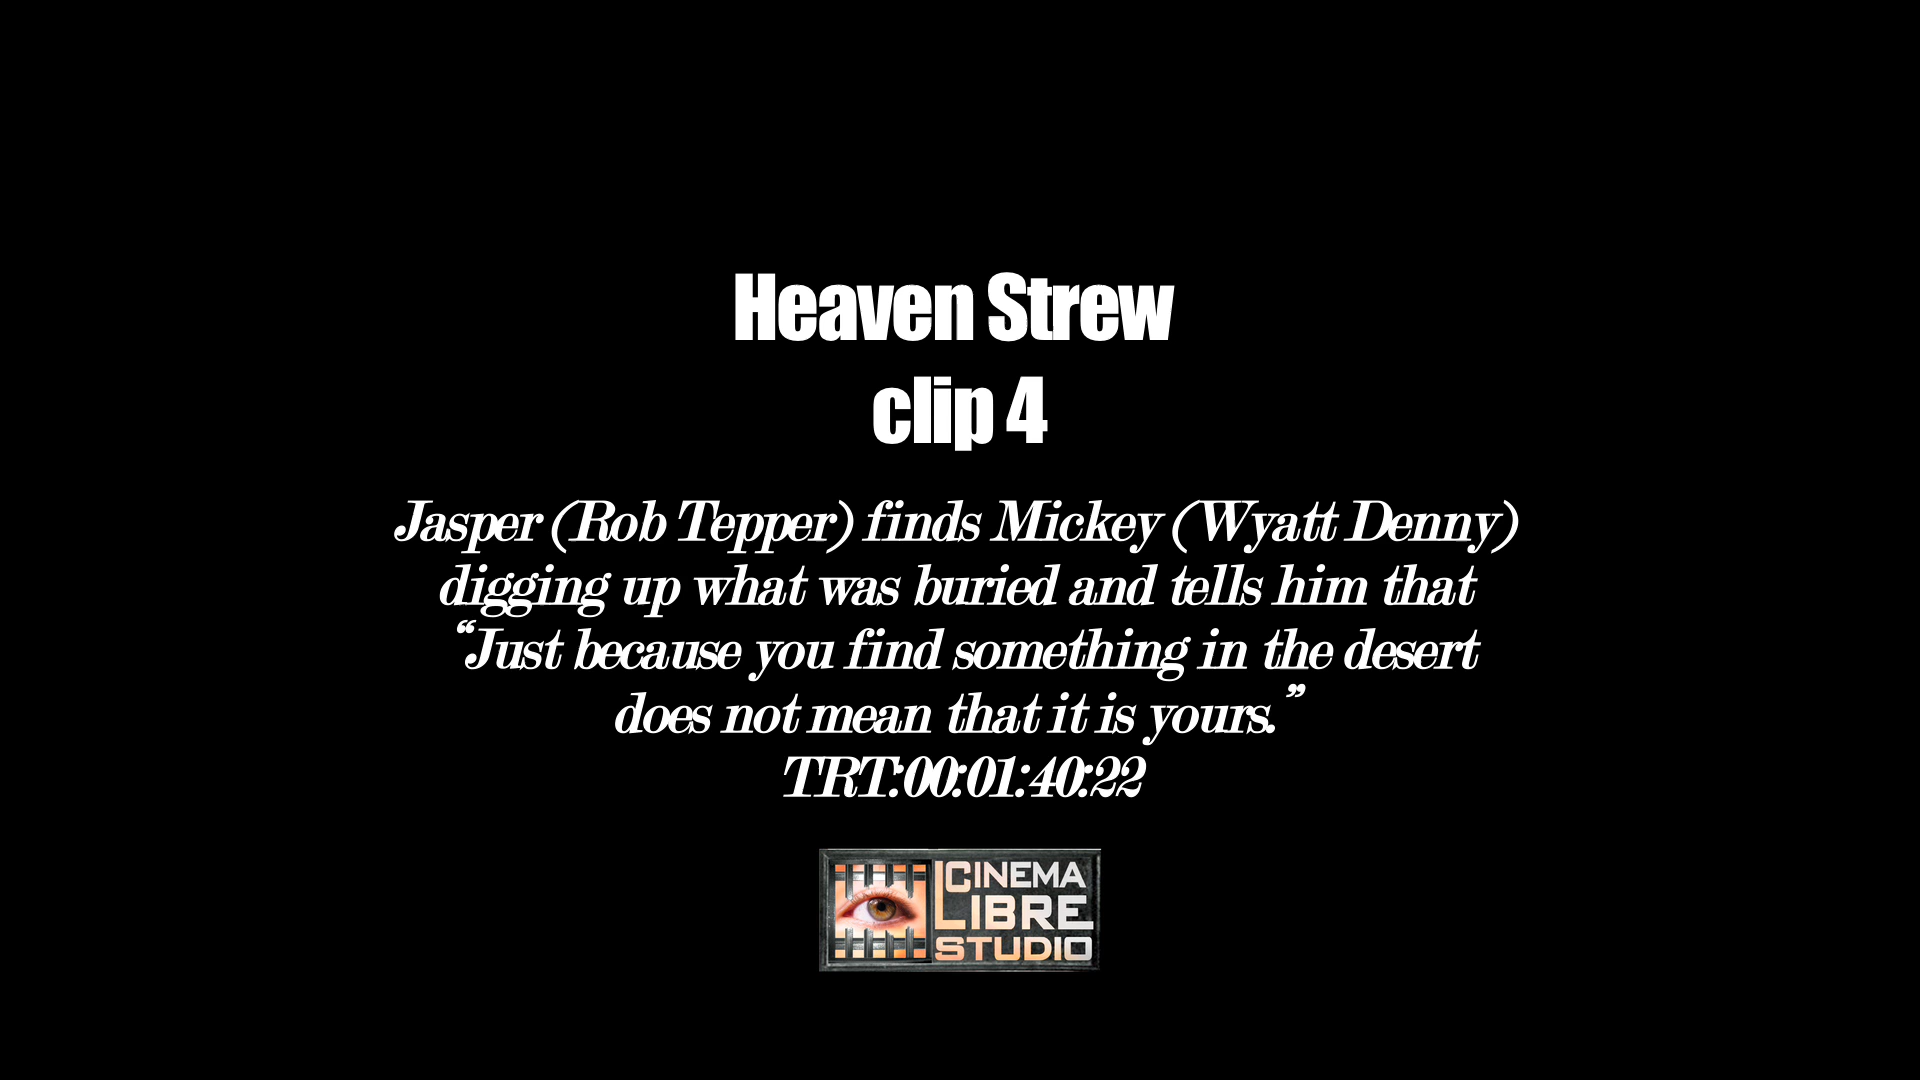 Heaven Strew
clip 4
Jasper (Rob Tepper) finds Mickey (Wyatt Denny)
digging up what was buried and tells him that
“Just because you find something in the desert
does not mean that it is yours.”
TRT:00:01:40:22
CINEMA
LIBRE
STUDIO